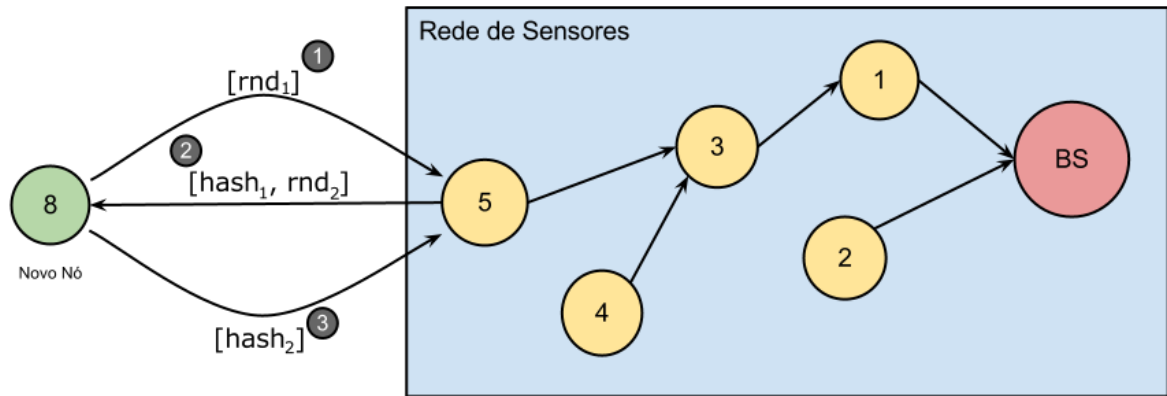 Rede de Sensores
1
[rnd₁]
2
[hash₁, rnd₂]
8
Novo Nó
[hash₂]
3
5
3
1
BS
2
4